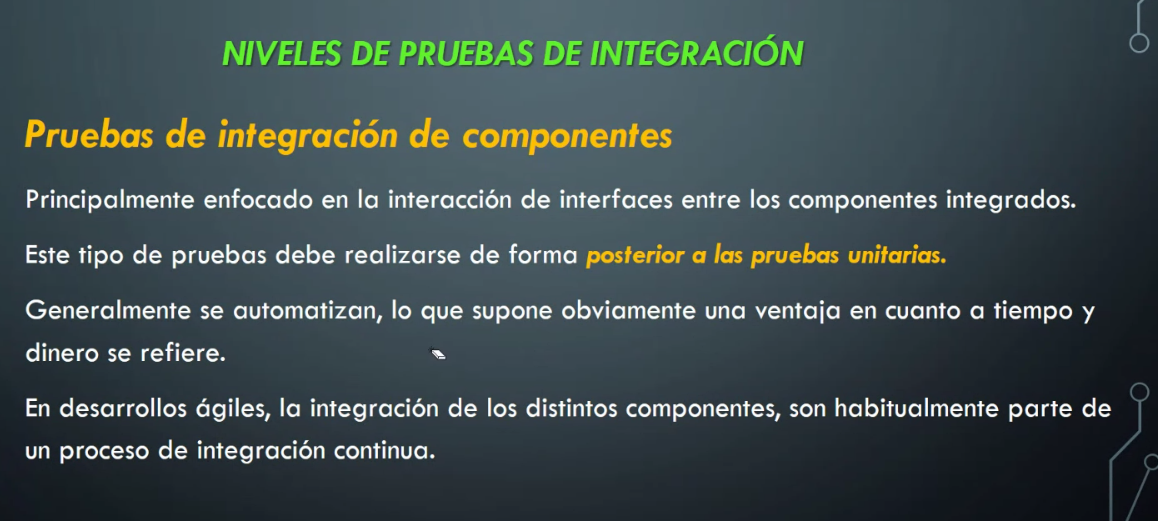 NIVELES DE PRUEBAS DE INTEGRACIÓN
Pruebas de integración de componentes
Principalmente enfocado en la interacción de interfaces entre los componentes integrados.
Este tipo de pruebas debe realizarse de forma posterior a las pruebas unitarias.
Generalmente se automatizan, lo que supone obviamente una ventaja en cuanto a tiempo y
dinero se refiere.
En desarrollos ágiles, la integración de los distintos componentes, son habitualmente parte de
un proceso de integración continua.